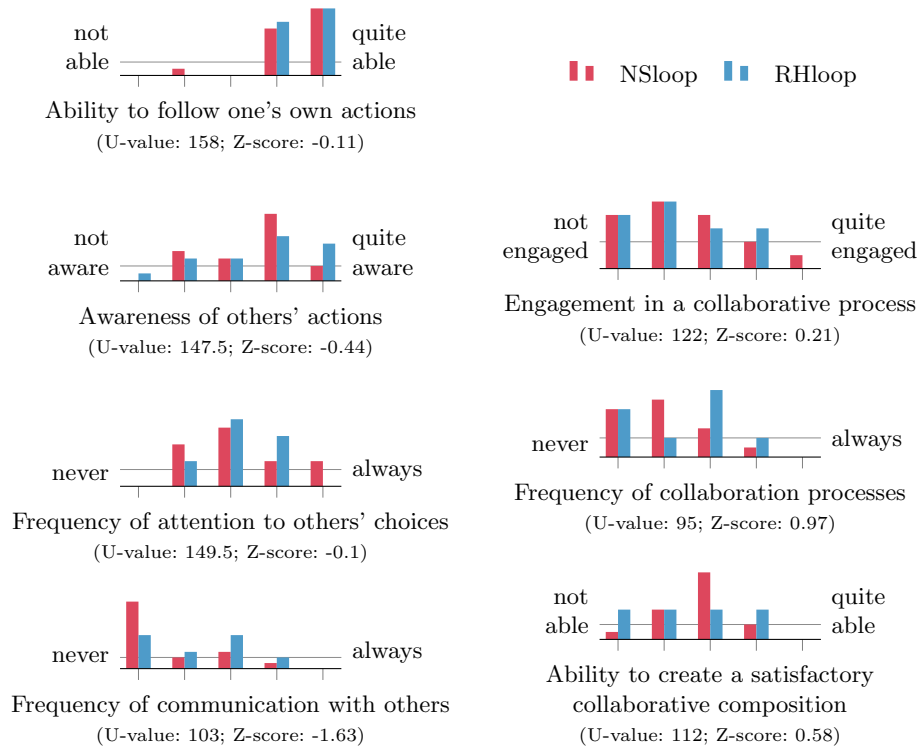 not
able
quite
able
Ability to follow one's own actions
(U-value: 158; Z-score: -0.11)
NSloop
RHloop
not
aware
quite
aware
Awareness of others’ actions
(U-value: 147.5; Z-score: -0.44)
not
engaged
quite
engaged
Engagement in a collaborative process
(U-value: 122; Z-score: 0.21)
never
always
Frequency of attention to others’ choices
(U-value: 149.5; Z-score: -0.1)
never
always
Frequency of collaboration processes
(U-value: 95; Z-score: 0.97)
never
always
Frequency of communication with others
(U-value: 103; Z-score: -1.63)
not
able
quite
able
Ability to create a satisfactory
collaborative composition
(U-value: 112; Z-score: 0.58)